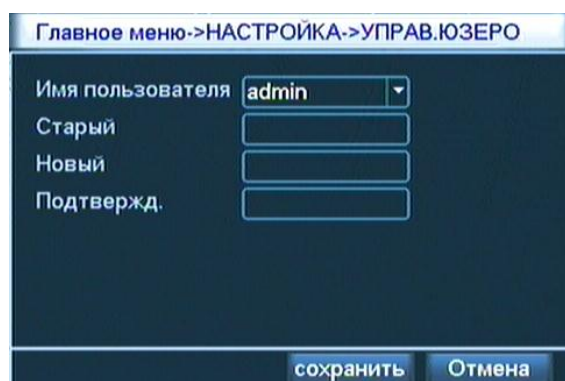 Главное меню->НАСТРОЙКА->УПРАВ.ЮЗЕРО
Имя пользователя admin
Старый
Новый
Подтвержд.
сохранить Отмена